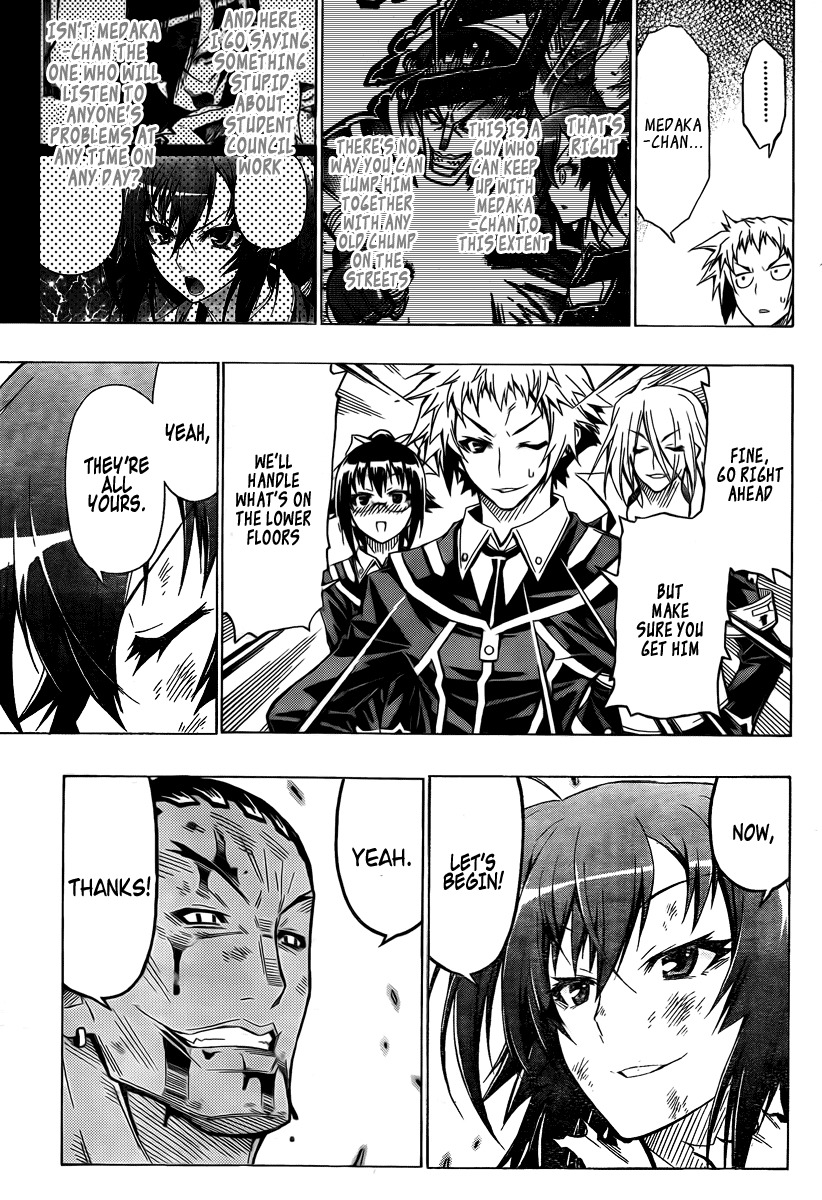 .........
MEDAKA
-CHAN...
THAT'S
RIGHT
THIS IS A
GUY WHO
CAN KEEP
UP WITH
MEDAKA
-CHAN TO
THIS EXTENT
THERE'S NO
WAY YOU CAN
LUMP HIM
TOGETHER
WITH ANY
OLD CHUMP
ON THE
STREETS
AND HERE
I GO SAYING
SOMETHING
STUPID
ABOUT
STUDENT
COUNCIL
WORK
ISN'T MEDAKA
-CHAN THE
ONE WHO WILL
LISTEN TO
ANYONE'S
PROBLEMS AT
ANY TIME ON
ANY DAY?
FINE,
GO RIGHT
AHEAD
BUT
MAKE
SURE YOU
GET HIM
WE'LL
HANDLE
WHAT'S ON
THE LOWER
FLOORS
YEAH,
THEY'RE
ALL
YOURS.
NOW,
LET'S
BEGIN!
YEAH.
THANKS!